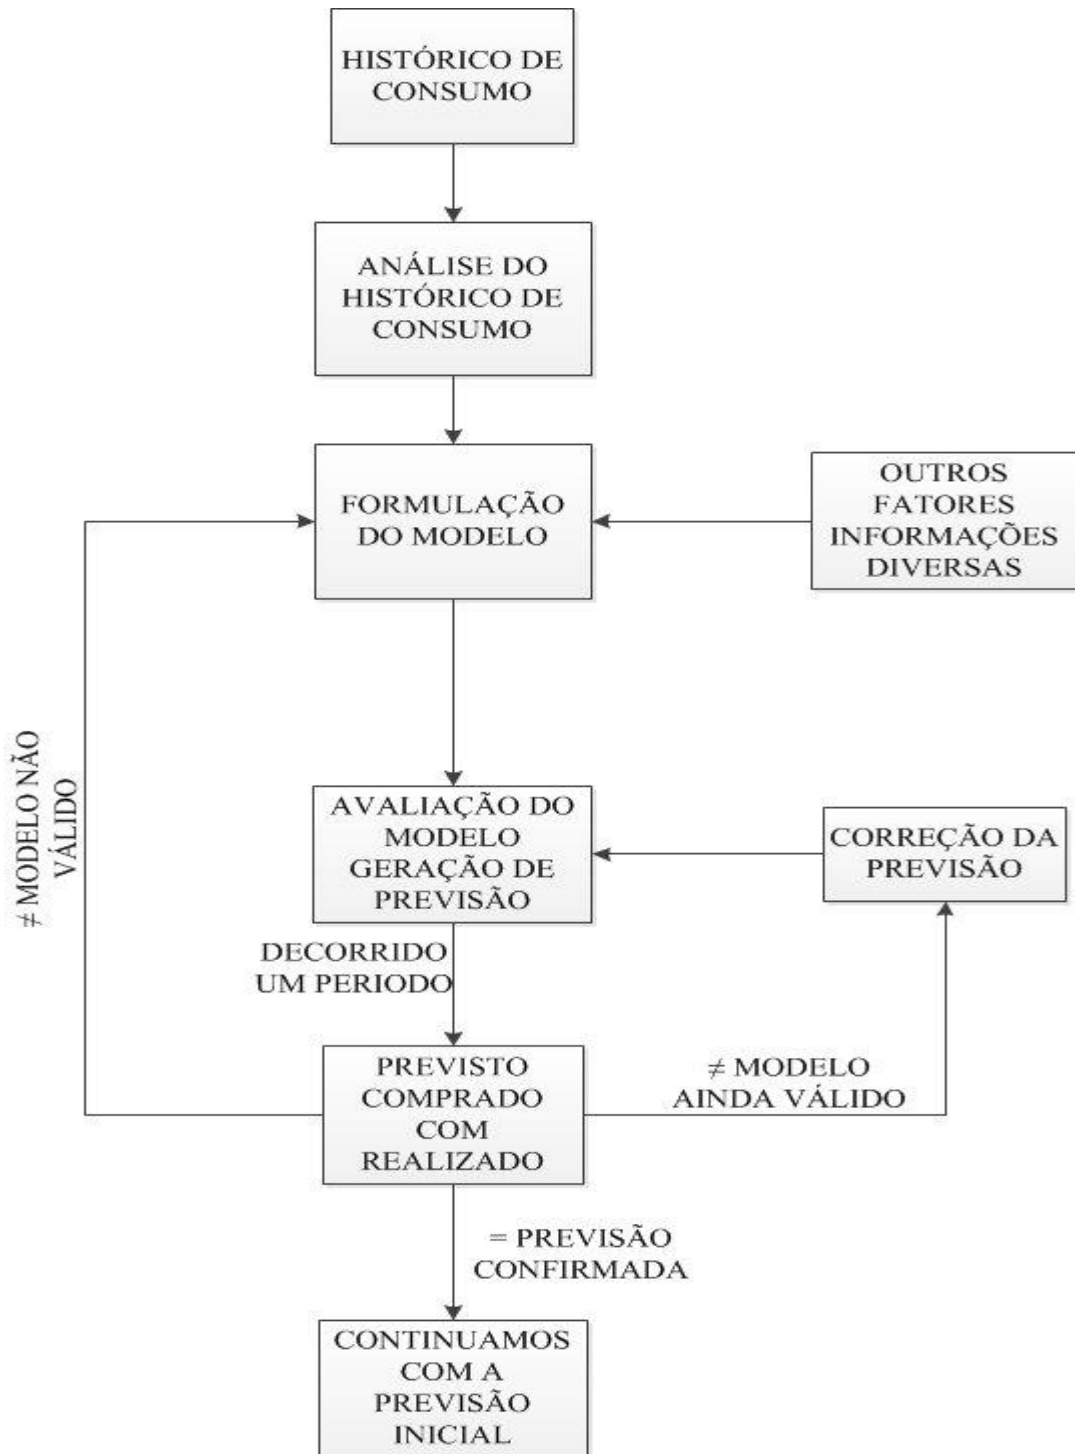 HISTÓRICO DE
CONSUMO
ANÁLISE DO
HISTÓRICO DE
CONSUMO
FORMULAÇÃO
DO MODELO
OUTROS
FATORES
INFORMAÇÕES
DIVERSAS
≠ MODELO NÃO
VÁLIDO
AVALIAÇÃO DO
MODELO
GERAÇÃO DE
PREVISÃO
CORREÇÃO DA
PREVISÃO
DECORRIDO
UM PERIODO
PREVISTO
COMPRADO
COM
REALIZADO
≠ MODELO
AINDA VÁLIDO
= PREVISÃO
CONFIRMADA
CONTINUAMOS
COM A
PREVISÃO
INICIAL